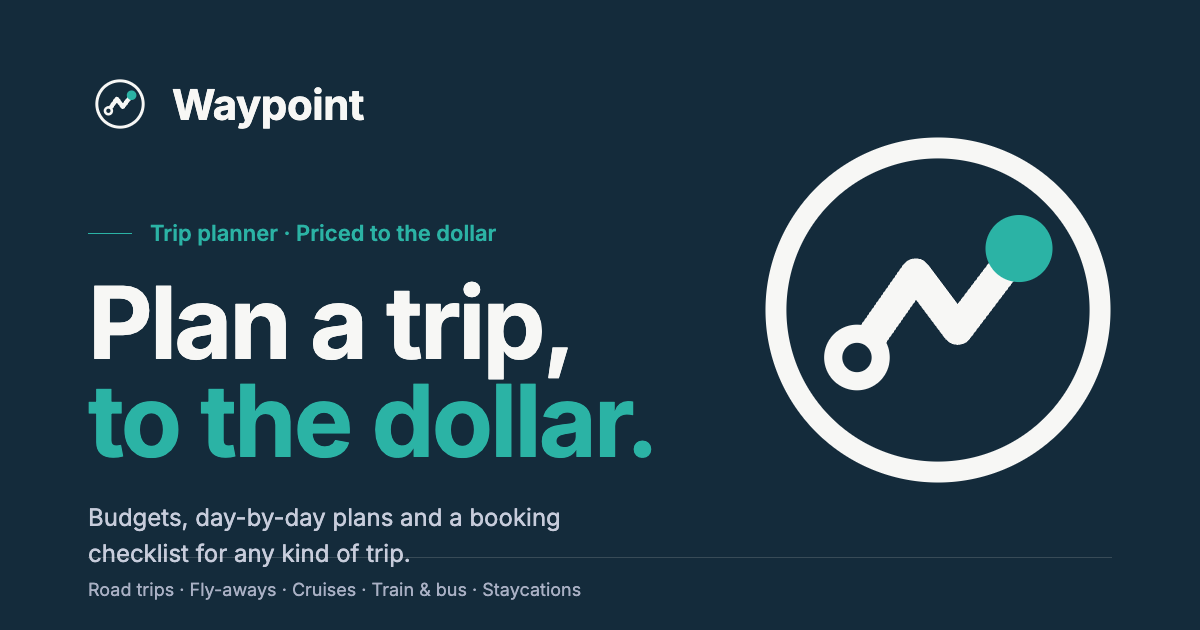 Waypoint
Trip planner · Priced to the dollar
Plan a trip,
to the dollar.
Budgets, day-by-day plans and a booking
checklist for any kind of trip.
Road trips · Fly-aways · Cruises · Train & bus · Staycations